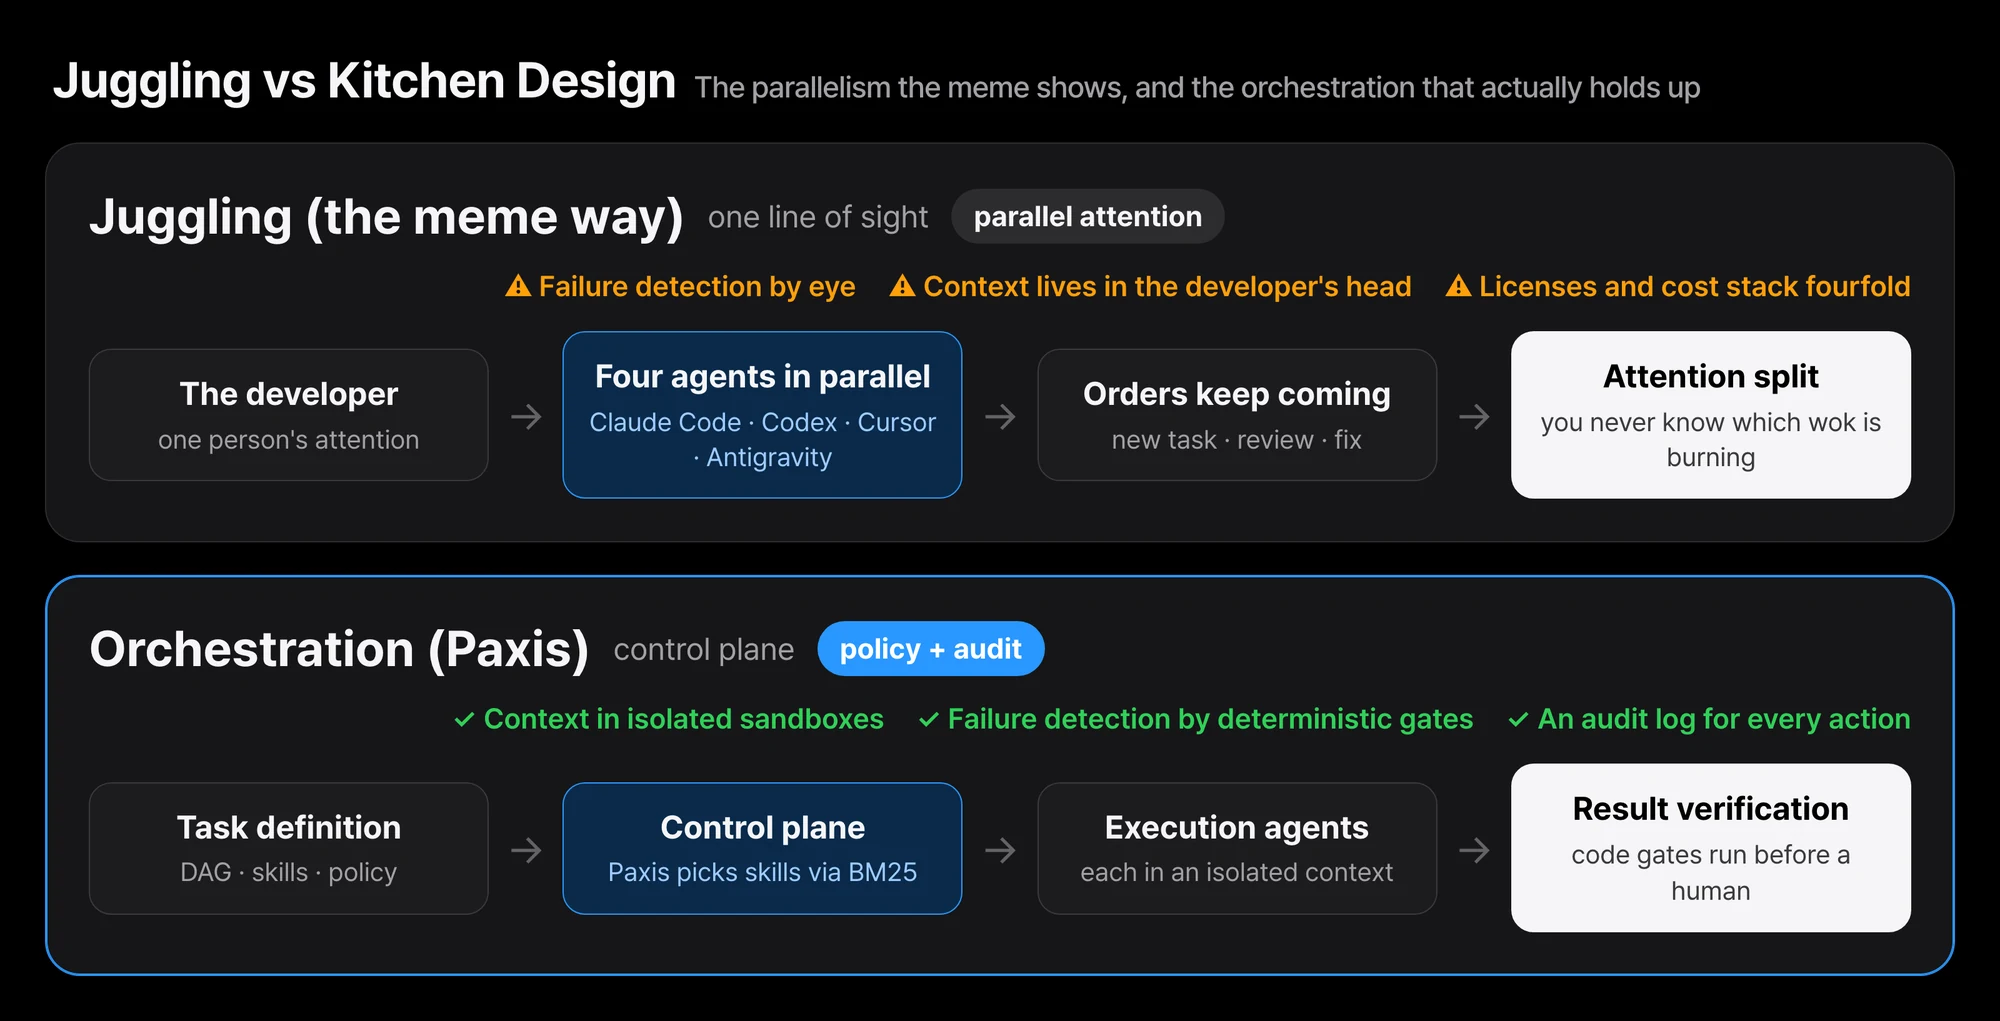 Juggling vs Kitchen Design The parallelism the meme shows, and the orchestration that actually holds up
Juggling (the meme way) one line of sight parallel attention
⚠ Failure detection by eye ⚠ Context lives in the developer's head ⚠ Licenses and cost stack fourfold
The developer
one person's attention
→
Four agents in parallel
Claude Code · Codex · Cursor
· Antigravity
→
Orders keep coming
new task · review · fix
→
Attention split
you never know which wok is
burning
Orchestration (Paxis) control plane policy + audit
✓ Context in isolated sandboxes ✓ Failure detection by deterministic gates ✓ An audit log for every action
Task definition
DAG · skills · policy
→
Control plane
Paxis picks skills via BM25
→
Execution agents
each in an isolated context
→
Result verification
code gates run before a
human